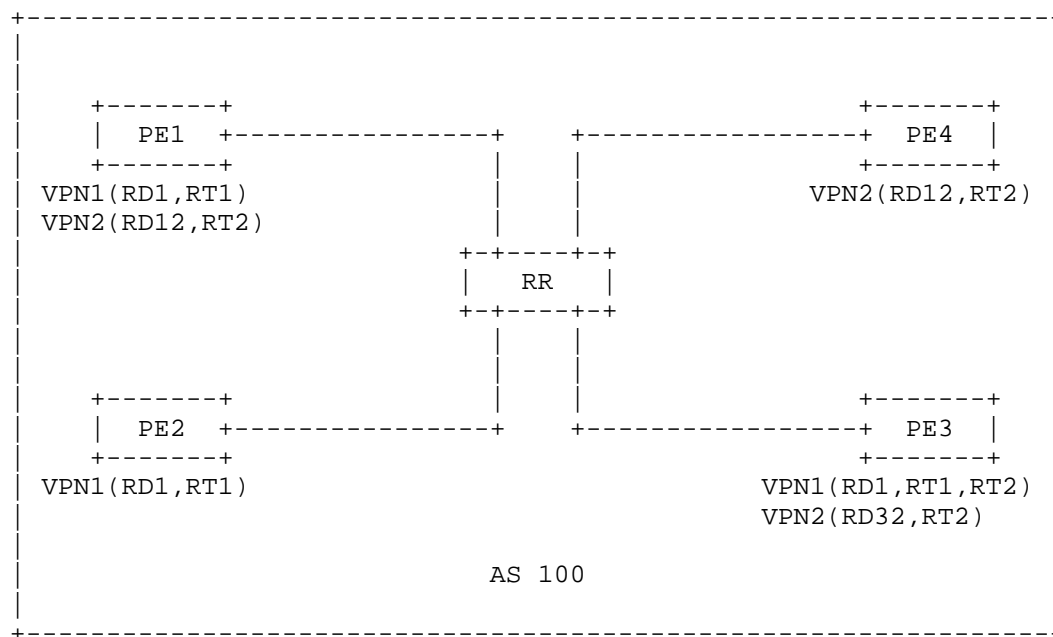 PE1 PE4
VPN1(RD1,RT1) VPN2(RD12,RT2)
VPN2(RD12,RT2)
RR
PE2 PE3
VPN1(RD1,RT1) VPN1(RD1,RT1,RT2)
VPN2(RD32,RT2)
AS 100